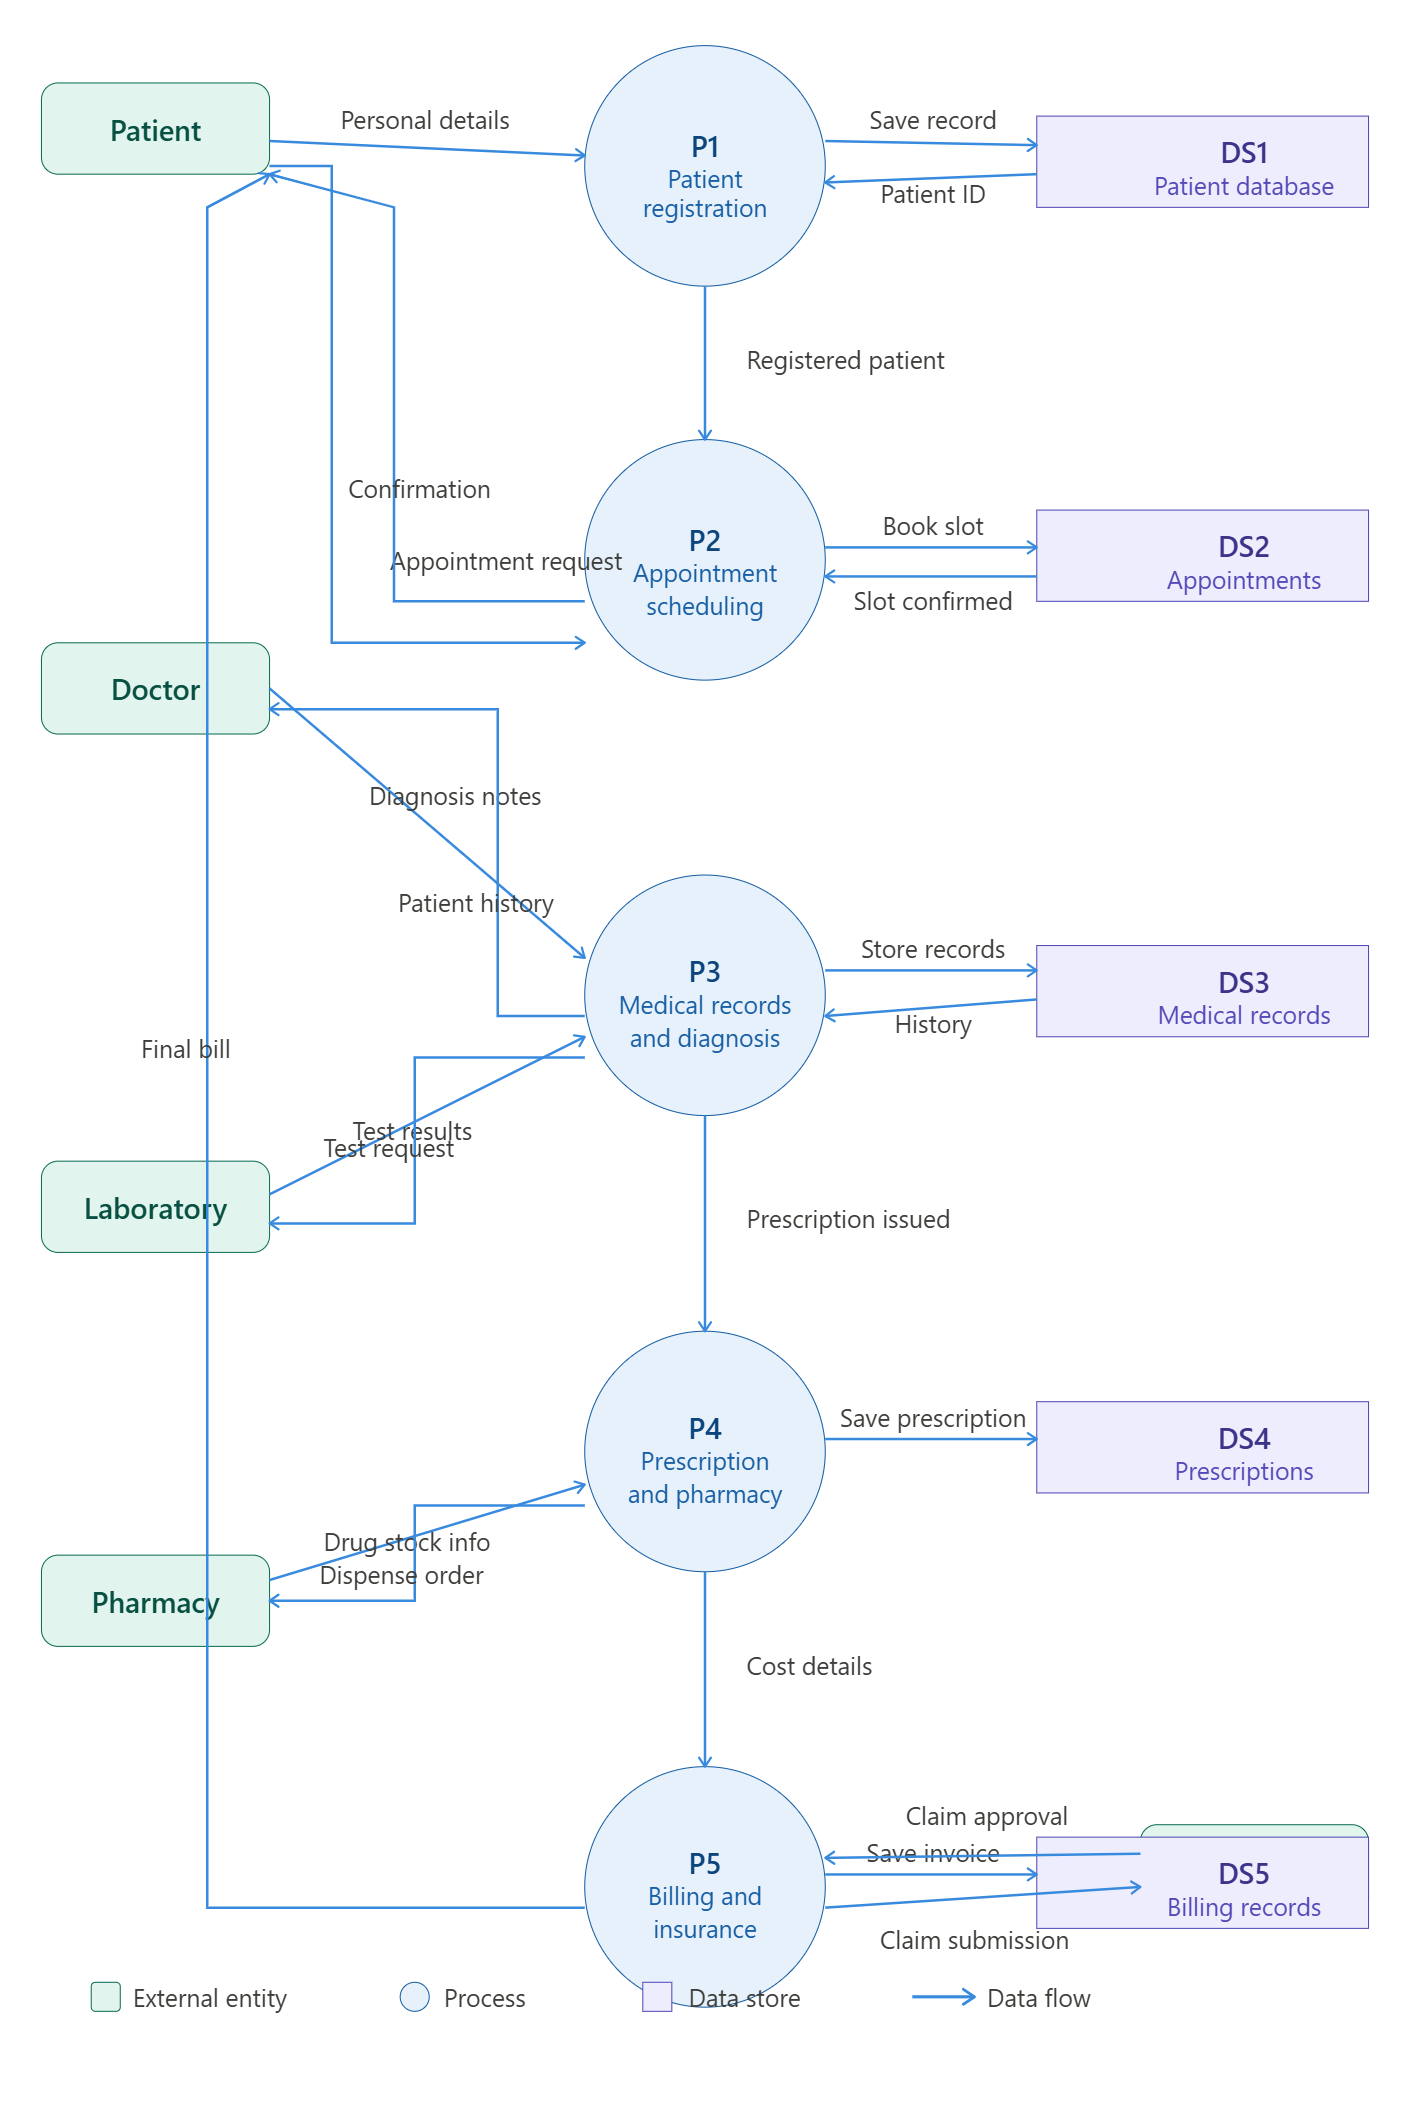 Patient
Personal details
P1
Patient
registration
Save record
Patient ID
DS1
Patient database
Registered patient
Confirmation
Appointment request
P2
Appointment
scheduling
Book slot
Slot confirmed
DS2
Appointments
Doctor
Diagnosis notes
Patient history
P3
Medical records
and diagnosis
Store records
History
DS3
Medical records
Final bill
Test results
Test request
Laboratory
Prescription issued
P4
Prescription
and pharmacy
Save prescription
DS4
Prescriptions
Drug stock info
Dispense order
Pharmacy
Cost details
P5
Billing and
insurance
Claim approval
Save invoice
Claim submission
DS5
Billing records
External entity
Process
Data store
Data flow